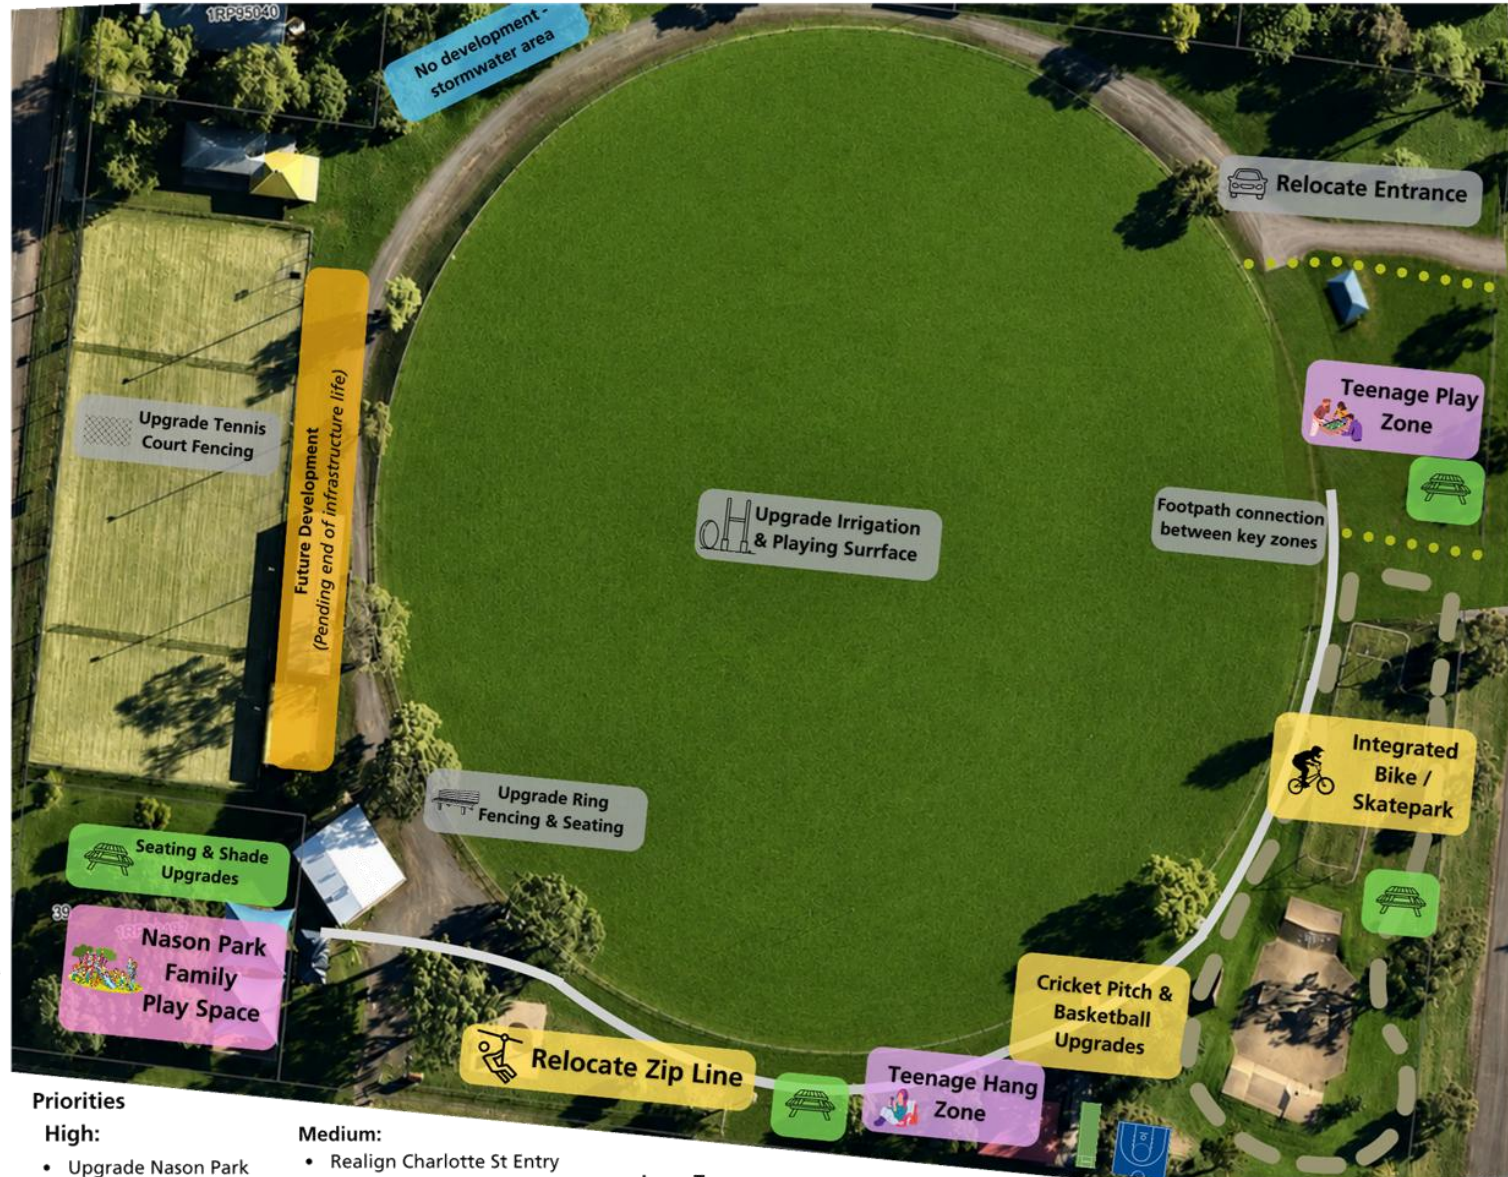 1RP95040
No development -
stormwater area
Relocate Entrance
Teenage Play
Zone
Upgrade Tennis
Court Fencing
Future Development
(Pending end of infrastructure life)
Upgrade Irrigation
& Playing Surrface
Footpath connection
between key zones
Integrated
Bike /
Skatepark
Upgrade Ring
Fencing & Seating
Seating & Shade
Upgrades
39
Nason Park
Family
Play Space
Relocate Zip Line
Cricket Pitch &
Basketball
Upgrades
Teenage Hang
Zone
Priorities
High:
• Upgrade Nason Park
Medium:
• Realign Charlotte St Entry